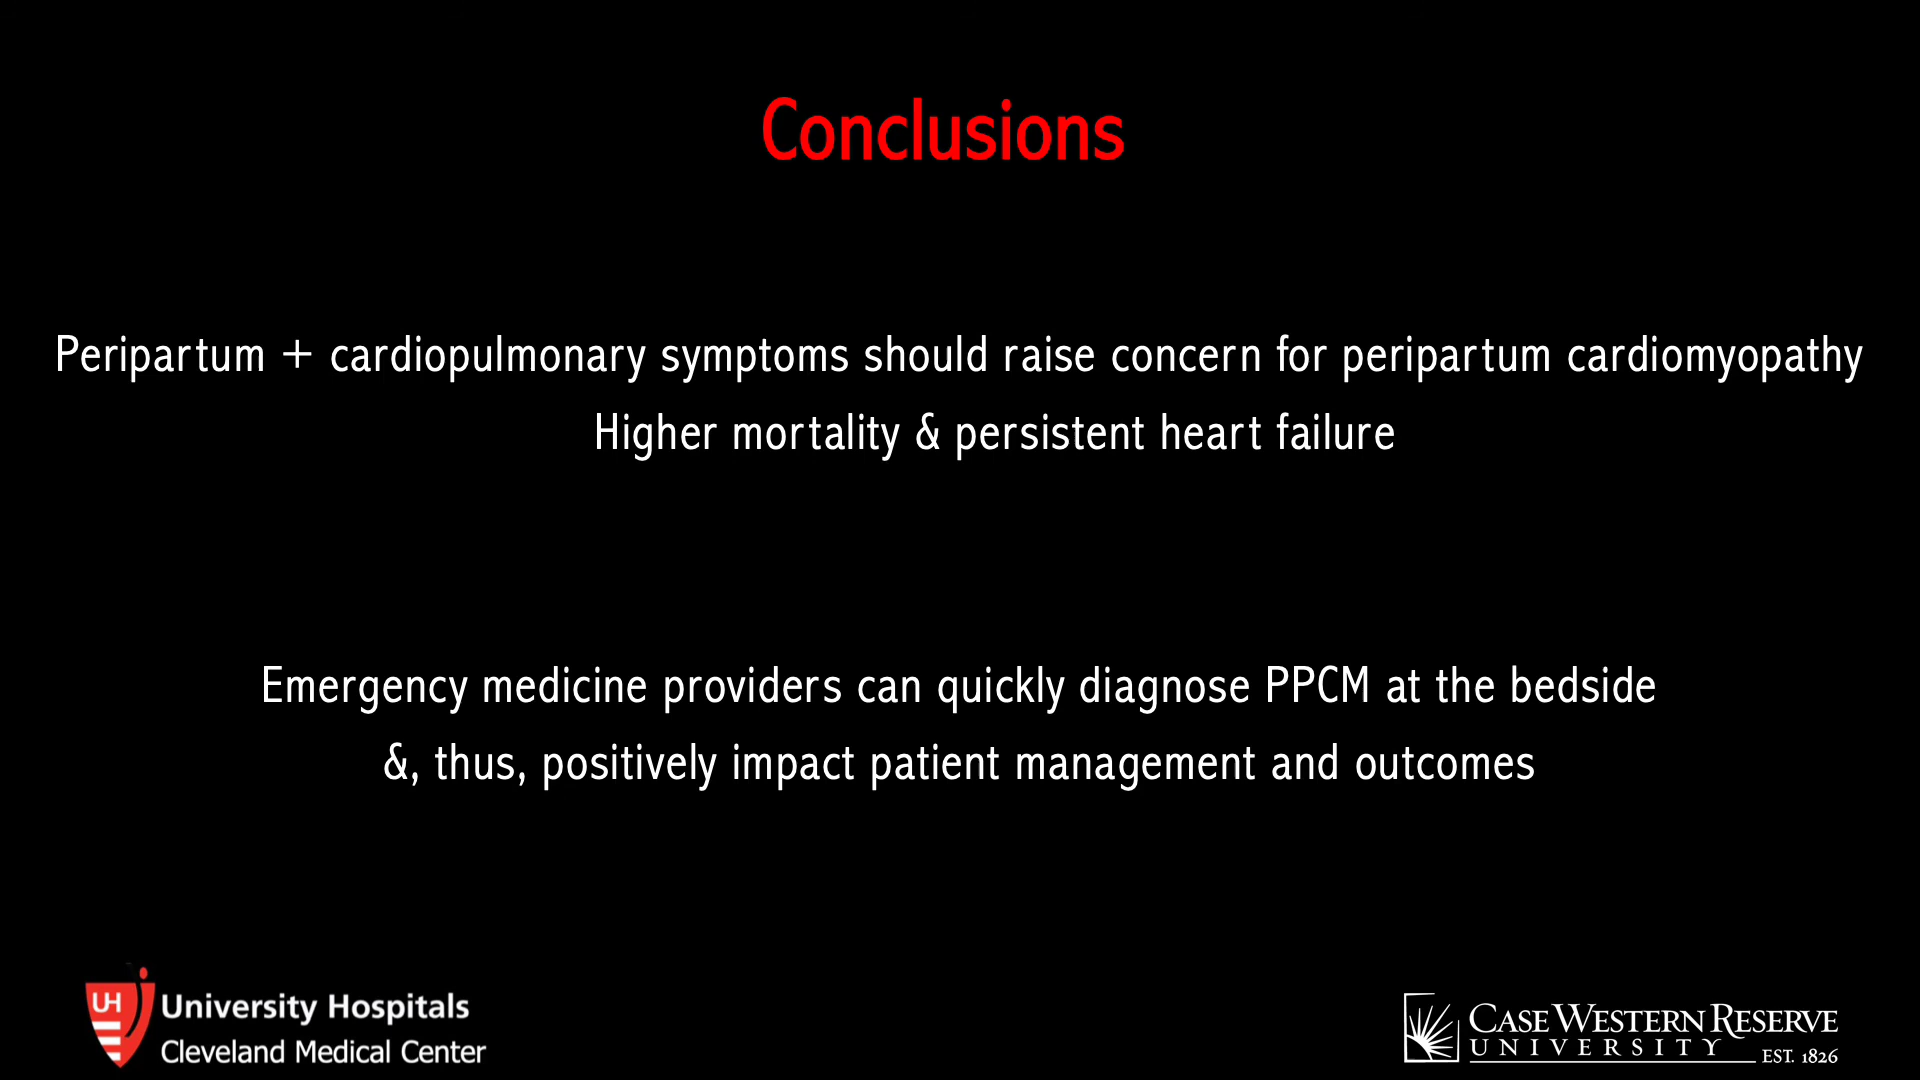 Conclusions
Peripartum + cardiopulmonary symptoms should raise concern for peripartum cardiomyopathy
Higher mortality & persistent heart failure
Emergency medicine providers can quickly diagnose PPCM at the bedside
&, thus, positively impact patient management and outcomes
UH
University Hospitals
Cleveland Medical Center
CASE WESTERN RESERVE
UNIVERSITY
EST. 1826